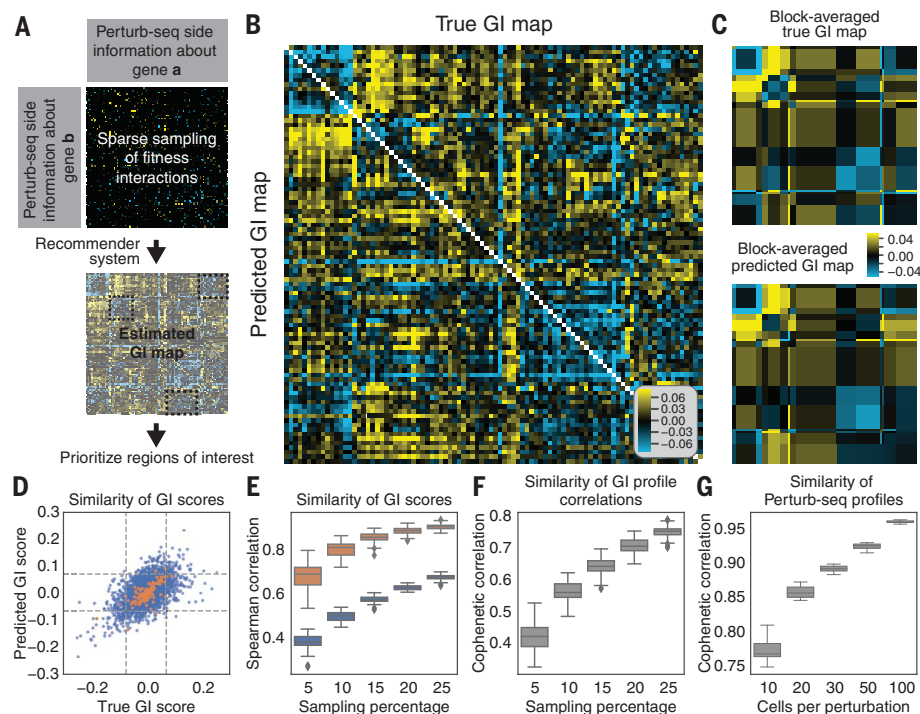 A
Perturb-seq side
information about
gene a
Perturb-seq side
information about
gene b
Sparse sampling
of fitness
interactions
Recommender
system
Estimated
GI map
Prioritize regions of interest
B
True GI map
Predicted GI map
0.06
0.03
0.00
−0.03
−0.06
C
Block-averaged
true GI map
Block-averaged
predicted GI map
0.04
0.00
−0.04
D
Similarity of GI scores
Predicted GI score
0.3
0.2
0.1
0.0
−0.1
−0.2
−0.3
−0.2
0.0
0.2
True GI score
E
Similarity of GI scores
Spearman correlation
0.8
0.6
0.4
5 10 15 20 25
Sampling percentage
F
Similarity of GI profile
correlations
Cophenetic correlation
0.8
0.7
0.6
0.5
0.4
5 10 15 20 25
Sampling percentage
G
Similarity of
Perturb-seq profiles
Cophenetic correlation
0.95
0.90
0.85
0.80
0.75
10 20 30 50 100
Cells per perturbation